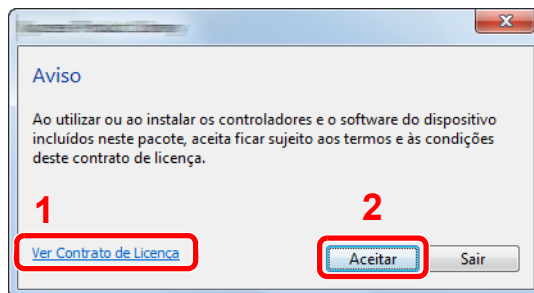 Aviso
Ao utilizar ou ao instalar os controladores e o software do dispositivo
incluídos neste pacote, aceita ficar sujeito aos termos e às condições
deste contrato de licença.
1
2
Ver Contrato de Licença
Aceitar
Sair